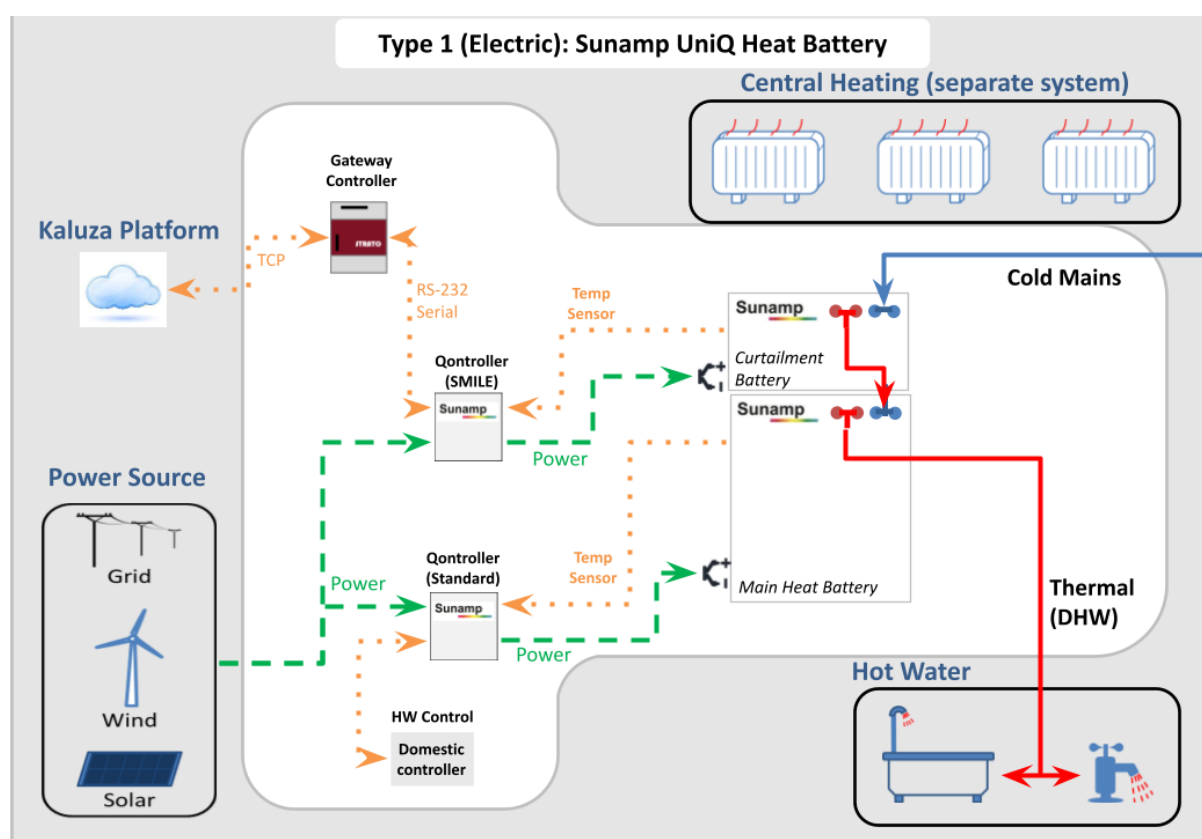 Type 1 (Electric): Sunamp UniQ Heat Battery
Central Heating (separate system)
Gateway
Controller
Kaluza Platform
STRATO
TCP
RS-232
Serial
Temp
Sensor
Cold Mains
Sunamp
Curtailment
Battery
Qontroller
(SMILE)
Sunamp
Power
Sunamp
Main Heat Battery
Power Source
Grid
Wind
Solar
Power
Qontroller
(Standard)
Sunamp
Temp
Sensor
Power
Thermal
(DHW)
HW Control
Domestic
controller
Hot Water